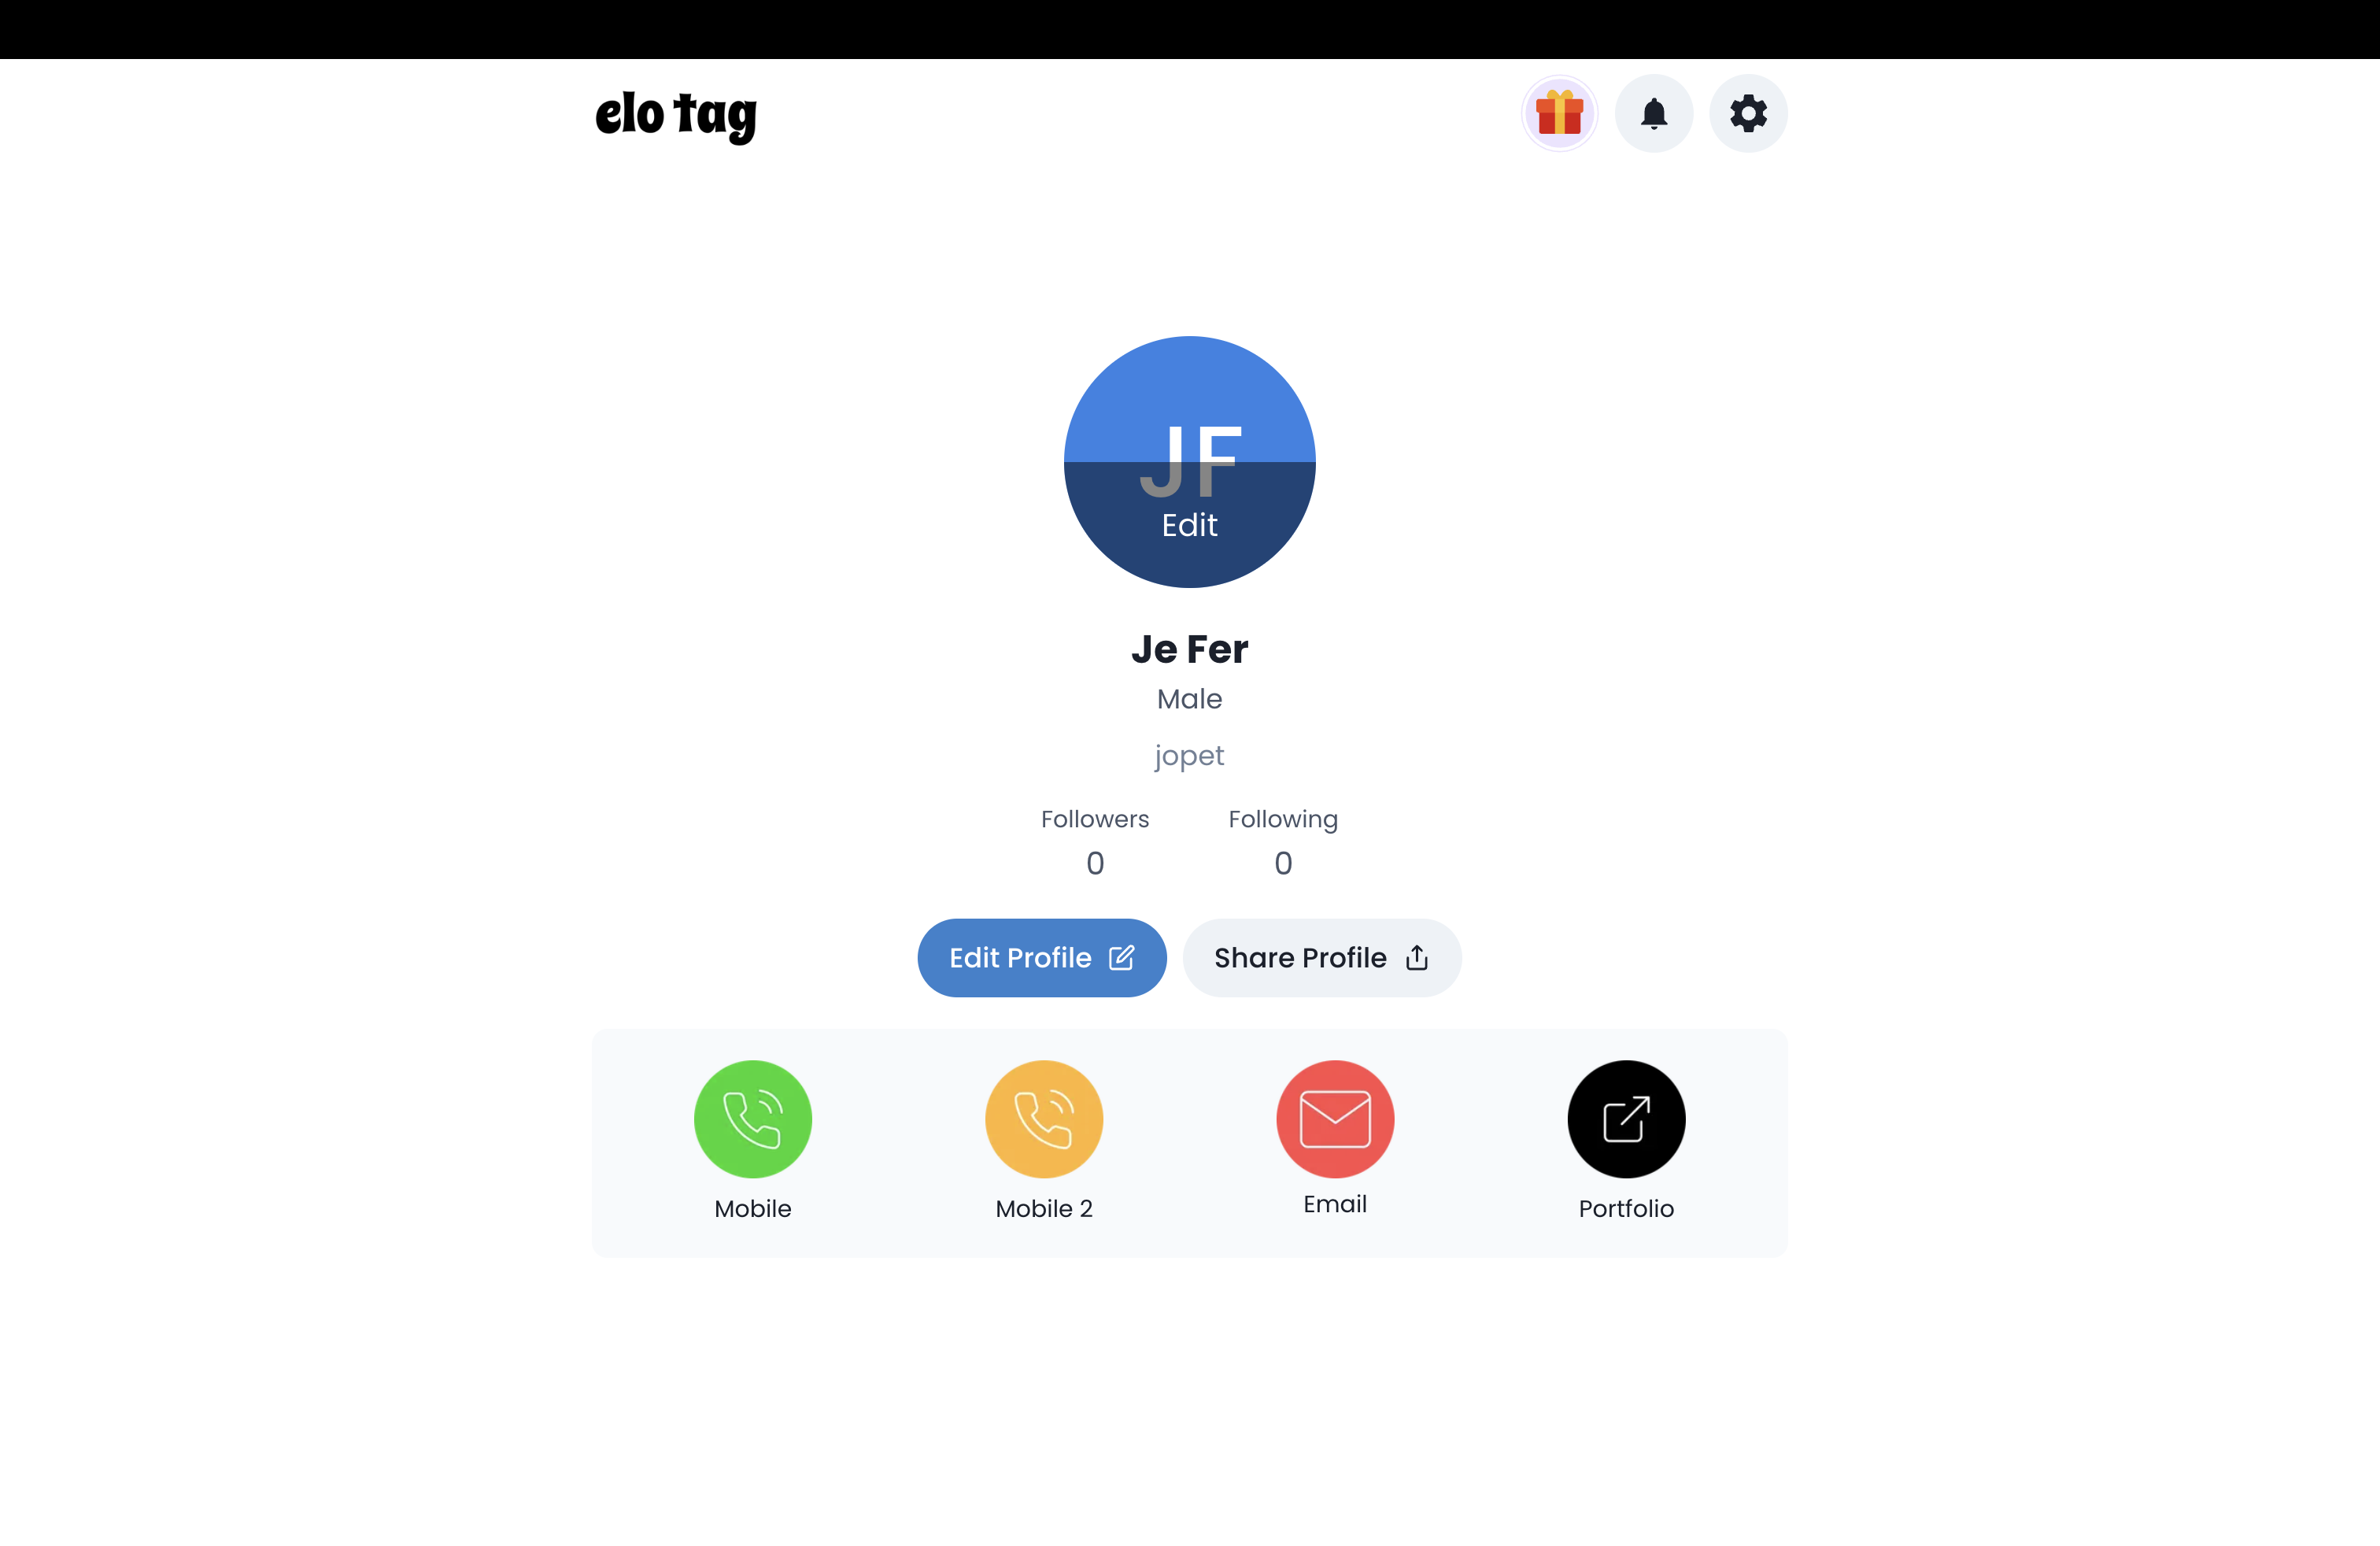 elo tag
JF
Edit
Je Fer
Male
jopet
Followers Following
0 0
Edit Profile Share Profile
Mobile Mobile 2 Email Portfolio